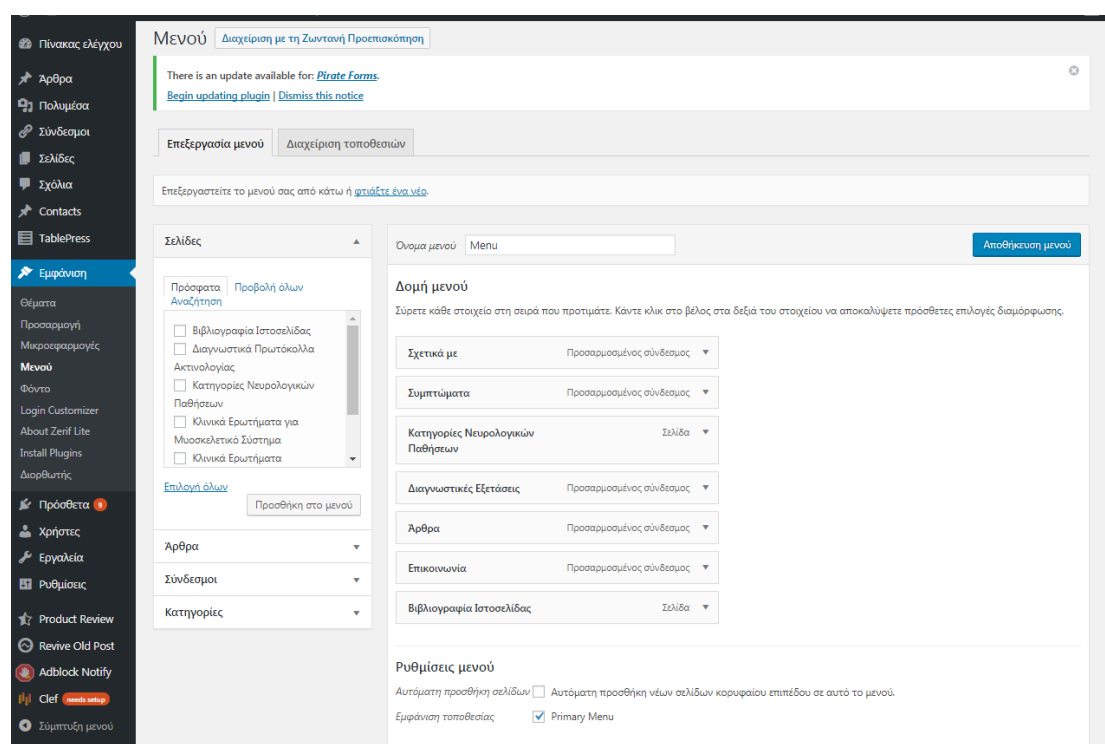 Πίνακας ελέγχου
Άρθρα
Πολυμέσα
Σύνδεσμοι
Σελίδες
Σχόλια
Contacts
TablePress
Εμφάνιση
Θέματα
Προσαρμογή
Μικροεφαρμογές
Μενού
Φόντο
Login Customizer
About Zerif Lite
Install Plugins
Διορθωτής
Πρόσθετα 9
Χρήστες
Εργαλεία
Ρυθμίσεις
Product Review
Revive Old Post
Adblock Notify
Clef needs setup
Σύμπτυξη μενού
Μενού Διαχείριση με τη Ζωντανή Προεπισκόπηση
There is an update available for: Pirate Forms.
Begin updating plugin | Dismiss this notice
Επεξεργασία μενού Διαχείριση τοποθεσιών
Επεξεργαστείτε το μενού σας από κάτω ή φτιάξτε ένα νέο.
Σελίδες
Πρόσφατα Προβολή όλων
Αναζήτηση
Βιβλιογραφία Ιστοσελίδας
Διαγνωστικά Πρωτόκολλα
Ακτινολογίας
Κατηγορίες Νευρολογικών
Παθήσεων
Κλινικά Ερωτήματα για
Μυοσκελετικό Σύστημα
Κλινικά Ερωτήματα
Επιλογή όλων
Προσθήκη στο μενού
Άρθρα
Σύνδεσμοι
Κατηγορίες
Όνομα μενού Menu Αποθήκευση μενού
Δομή μενού
Σύρετε κάθε στοιχείο στη σειρά που προτιμάτε. Κάντε κλικ στο βέλος στα δεξιά του στοιχείου να αποκαλύψετε πρόσθετες επιλογές διαμόρφωσης.
Σχετικά με Προσαρμοσμένος σύνδεσμος
Συμπτώματα Προσαρμοσμένος σύνδεσμος
Κατηγορίες Νευρολογικών Σελίδα
Παθήσεων
Διαγνωστικές Εξετάσεις Προσαρμοσμένος σύνδεσμος
Άρθρα Προσαρμοσμένος σύνδεσμος
Επικοινωνία Προσαρμοσμένος σύνδεσμος
Βιβλιογραφία Ιστοσελίδας Σελίδα
Ρυθμίσεις μενού
Αυτόματη προσθήκη σελίδων Αυτόματη προσθήκη νέων σελίδων κορυφαίου επιπέδου σε αυτό το μενού.
Εμφάνιση τοποθεσίας Primary Menu